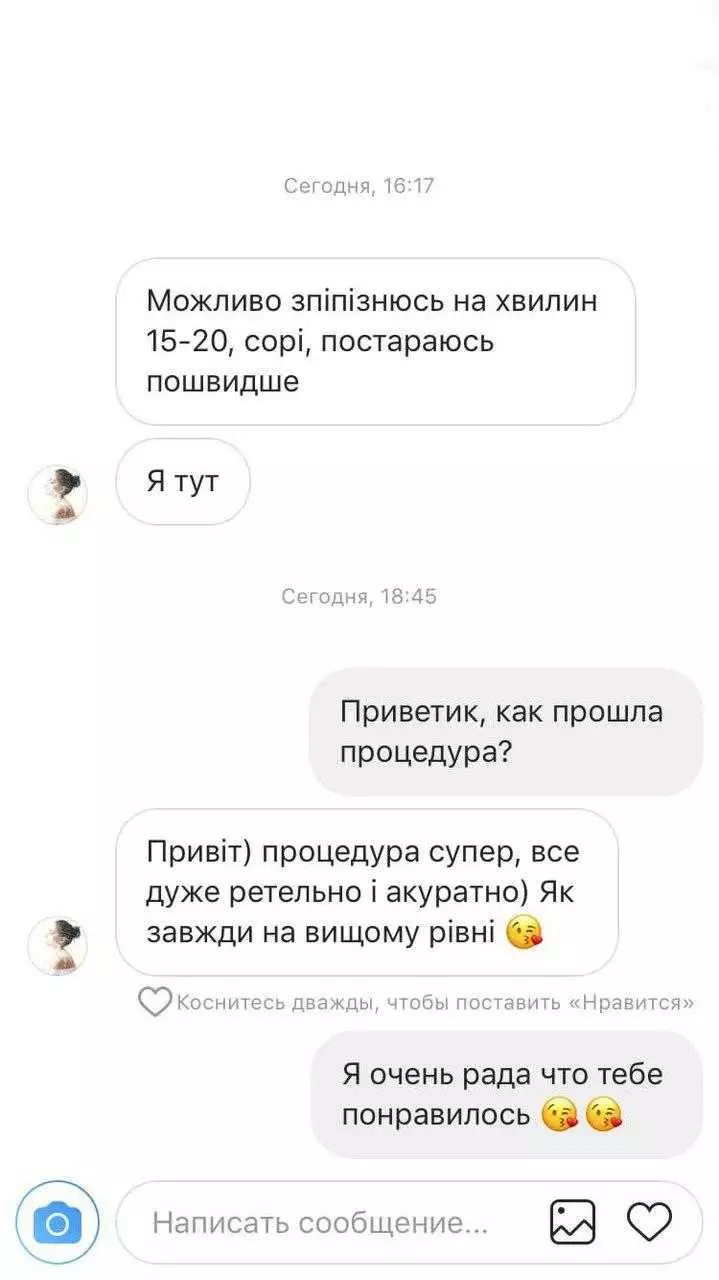 Сегодня, 16:17
Можливо зпіпізнюсь на хвилин
15-20, сорі, постараюсь
пошвидше
Я тут
Сегодня, 18:45
Приветик, как прошла
процедура?
Привіт) процедура супер, все
дуже ретельно і акуратно) Як
завжди на вищому рівні 😘
Коснитесь дважды, чтобы поставить «Нравится»
Я очень рада что тебе
понравилось 😘😘
Написать сообщение...